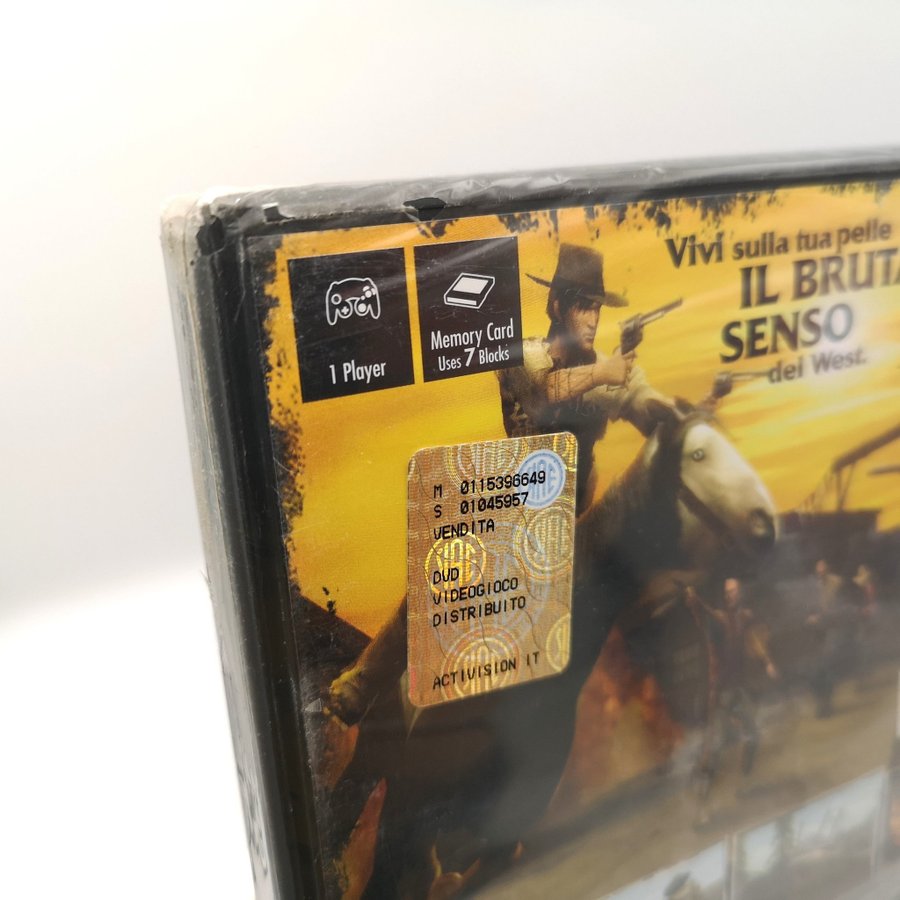 1 Player
Memory Card
Uses 7 Blocks
Vivi sulla tua pelle
IL BRUTA
SENSO
del West.
M 0115396649
S 01045957
VENDITA
DVD
VIDEOGIOCO
DISTRIBUITO
ACTIVISION IT
SIAE